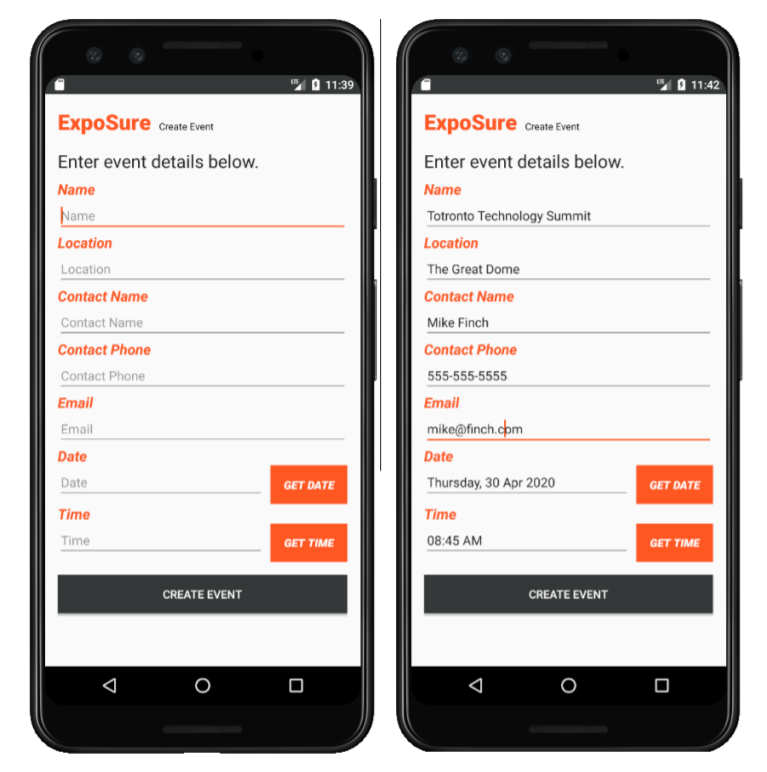 LTE 11:39
ExpoSure Create Event
Enter event details below.
Name
Name
Location
Location
Contact Name
Contact Name
Contact Phone
Contact Phone
Email
Email
Date
Date GET DATE
Time
Time GET TIME
CREATE EVENT
LTE 11:42
ExpoSure Create Event
Enter event details below.
Name
Totronto Technology Summit
Location
The Great Dome
Contact Name
Mike Finch
Contact Phone
555-555-5555
Email
mike@finch.com
Date
Thursday, 30 Apr 2020 GET DATE
Time
08:45 AM GET TIME
CREATE EVENT